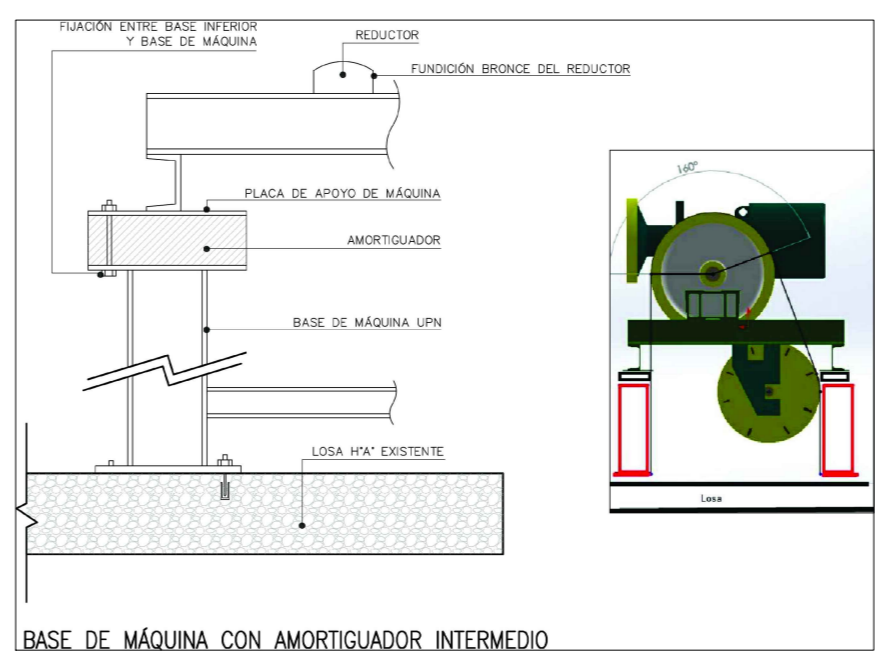 FIJACIÓN ENTRE BASE INFERIOR
Y BASE DE MÁQUINA
REDUCTOR
FUNDICIÓN BRONCE DEL REDUCTOR
PLACA DE APOYO DE MÁQUINA
AMORTIGUADOR
BASE DE MÁQUINA UPN
LOSA H°A° EXISTENTE
160°
Losa
BASE DE MÁQUINA CON AMORTIGUADOR INTERMEDIO